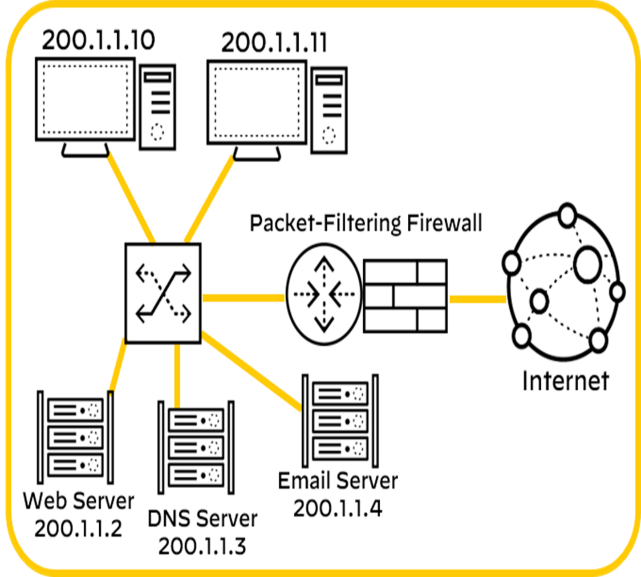 200.1.1.10
200.1.1.11
Packet-Filtering Firewall
Internet
Web Server
200.1.1.2
DNS Server
200.1.1.3
Email Server
200.1.1.4